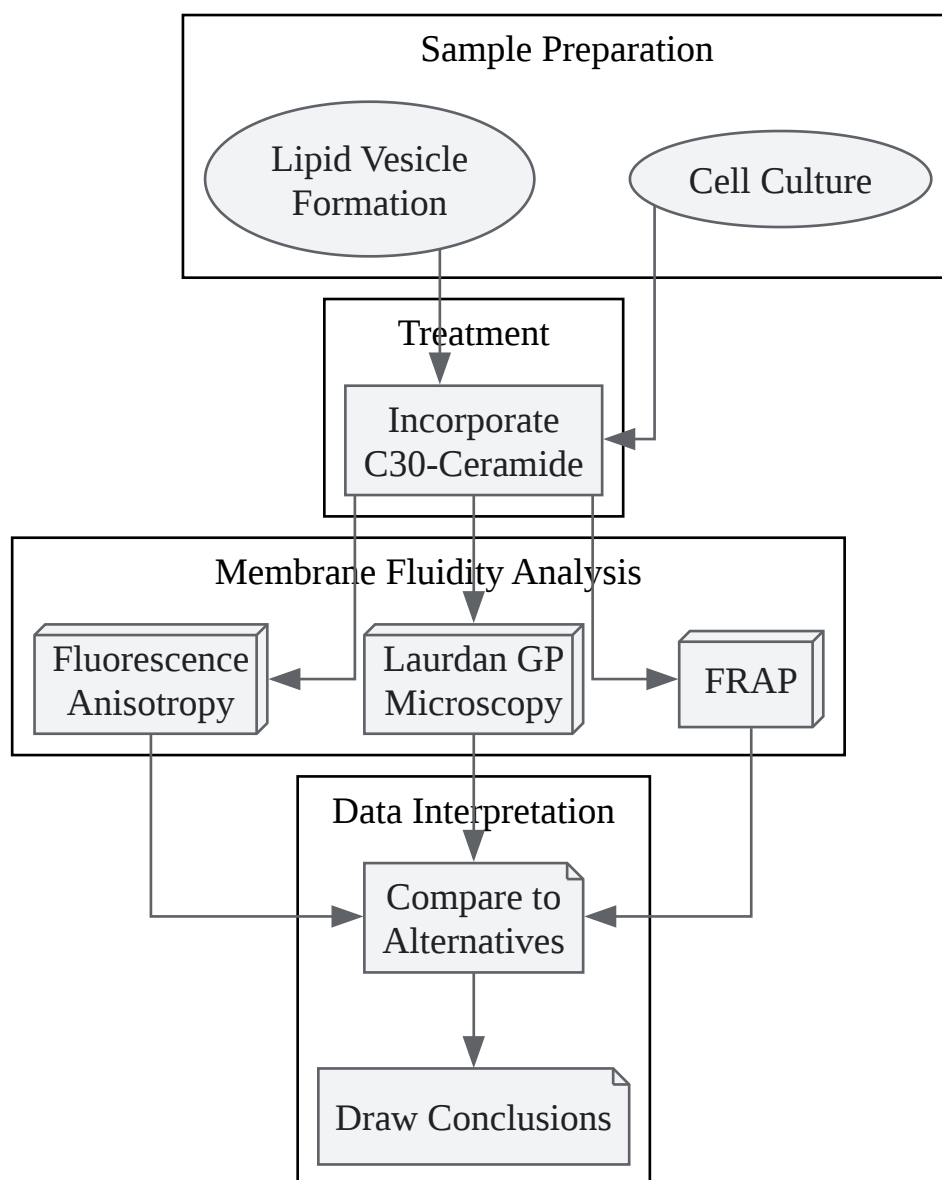 Sample Preparation
Lipid Vesicle
Formation
Cell Culture
Treatment
Incorporate
C30-Ceramide
Membrane Fluidity Analysis
Fluorescence
Anisotropy
Laurdan GP
Microscopy
FRAP
Data Interpretation
Compare to
Alternatives
Draw Conclusions